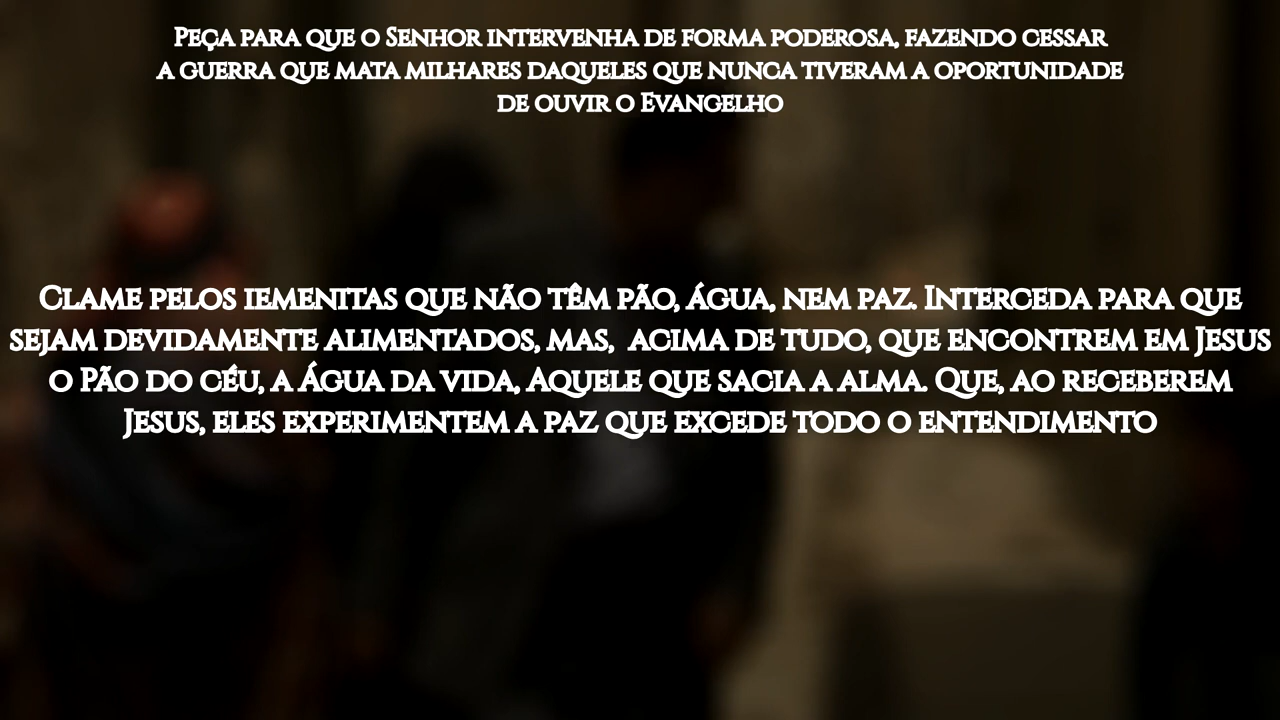 Peça para que o Senhor intervenha de forma poderosa, fazendo cessar
a guerra que mata milhares daqueles que nunca tiveram a oportunidade
de ouvir o Evangelho
Clame pelos iemenitas que não têm pão, água, nem paz. Interceda para que
sejam devidamente alimentados, mas, acima de tudo, que encontrem em Jesus
o Pão do céu, a Água da vida, Aquele que sacia a alma. Que, ao receberem
Jesus, eles experimentem a paz que excede todo o entendimento